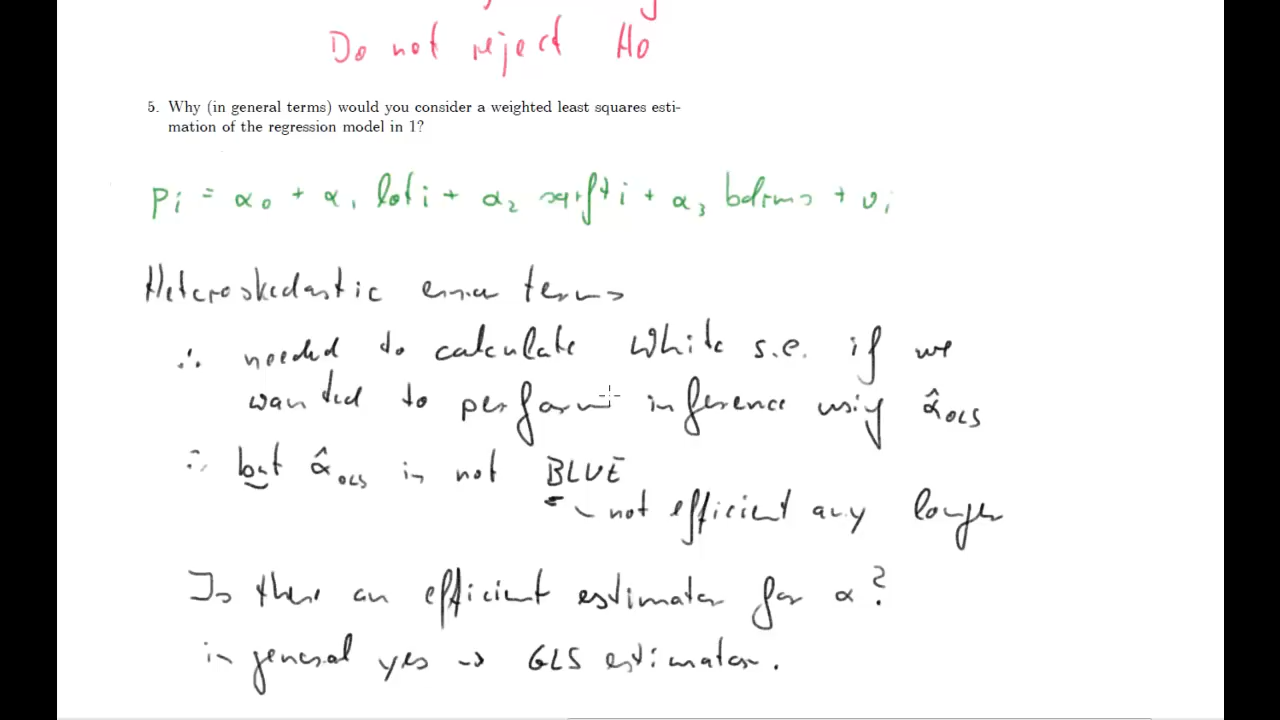 Do not reject Ho
5. Why (in general terms) would you consider a weighted least squares esti-
mation of the regression model in 1?
pi = α0 + α1 loti + α2 sqrfti + α3 bdrms + vi
Heteroskedastic error terms
∴ needed to calculate White s.e. if we
wanted to perform inference using α̂OLS
∴ but α̂OLS is not BLUE
not efficient any longer
Is there an efficient estimator for α?
in general yes → GLS estimator.